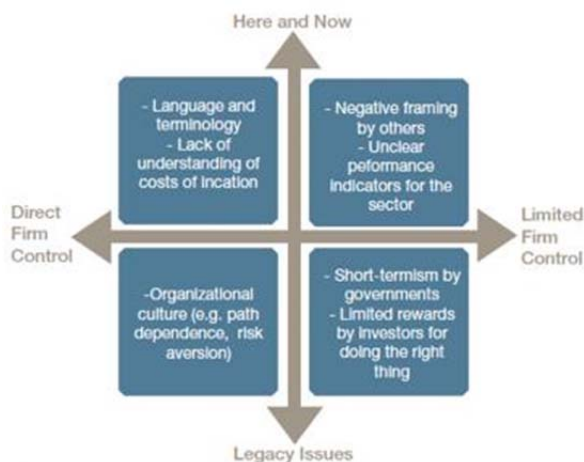 Here and Now
- Language and
terminology
- Lack of
understanding of
costs of incation
- Negative framing
by others
- Unclear
peformance
indicators for the
sector
Direct
Firm
Control
Limited
Firm
Control
-Organizational
culture (e.g. path
dependence, risk
aversion)
- Short-termism by
governments
- Limited rewards
by investors for
doing the right
thing
Legacy Issues